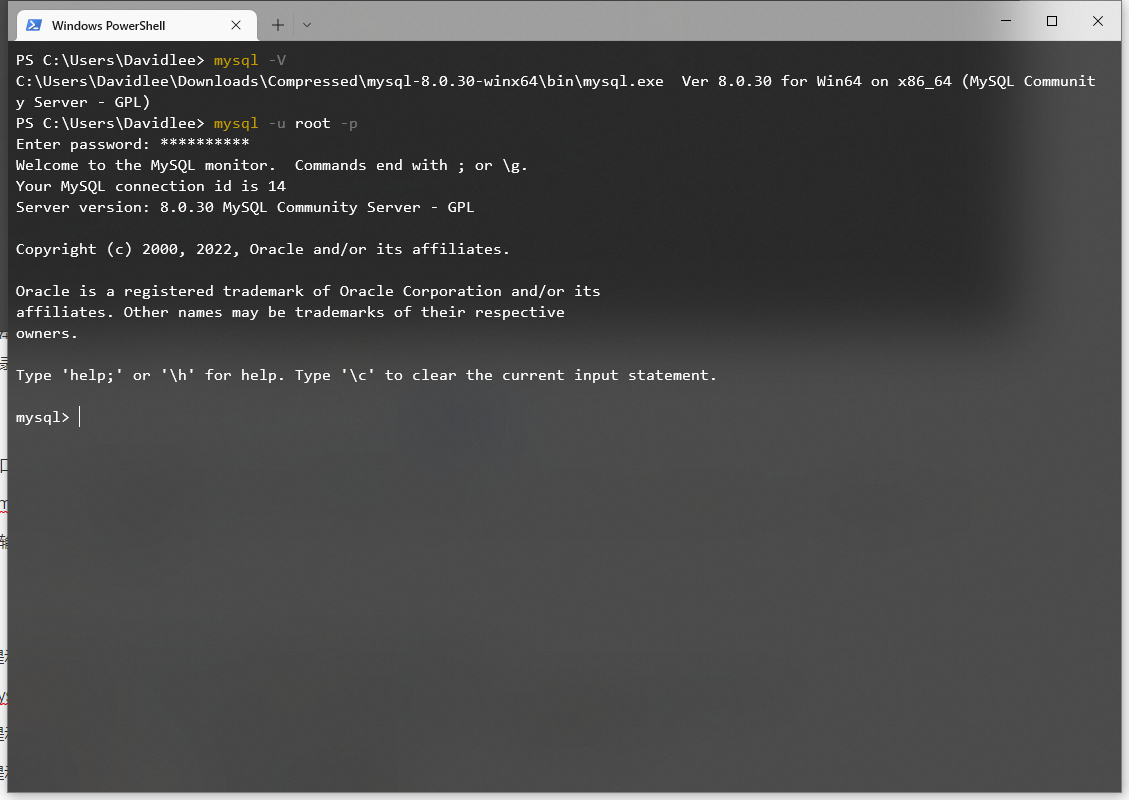 Windows PowerShell
PS C:\Users\Davidlee> mysql -V
C:\Users\Davidlee\Downloads\Compressed\mysql-8.0.30-winx64\bin\mysql.exe  Ver 8.0.30 for Win64 on x86_64 (MySQL Communit
y Server - GPL)
PS C:\Users\Davidlee> mysql -u root -p
Enter password: **********
Welcome to the MySQL monitor.  Commands end with ; or \g.
Your MySQL connection id is 14
Server version: 8.0.30 MySQL Community Server - GPL
Copyright (c) 2000, 2022, Oracle and/or its affiliates.
Oracle is a registered trademark of Oracle Corporation and/or its
affiliates. Other names may be trademarks of their respective
owners.
Type 'help;' or '\h' for help. Type '\c' to clear the current input statement.
mysql>